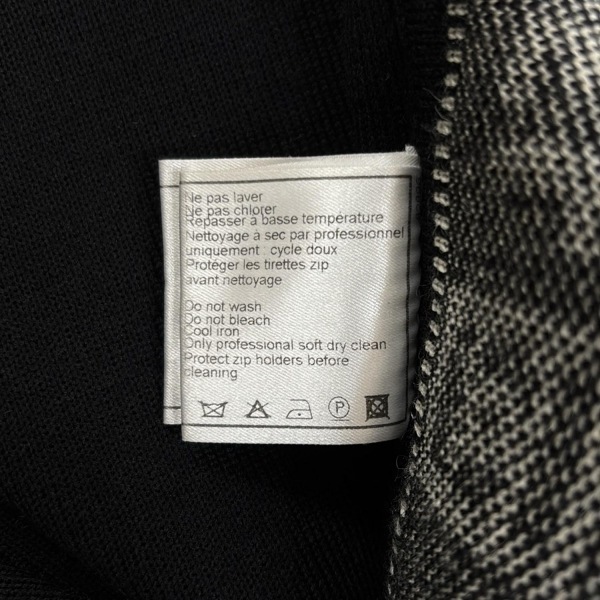 Ne pas laver
Ne pas chlorer
Repasser à basse température
Nettoyage à sec par professionnel
uniquement : cycle doux
Protéger les tirettes zip
avant nettoyage
Do not wash
Do not bleach
Cool iron
Only professional soft dry clean
Protect zip holders before
cleaning
P